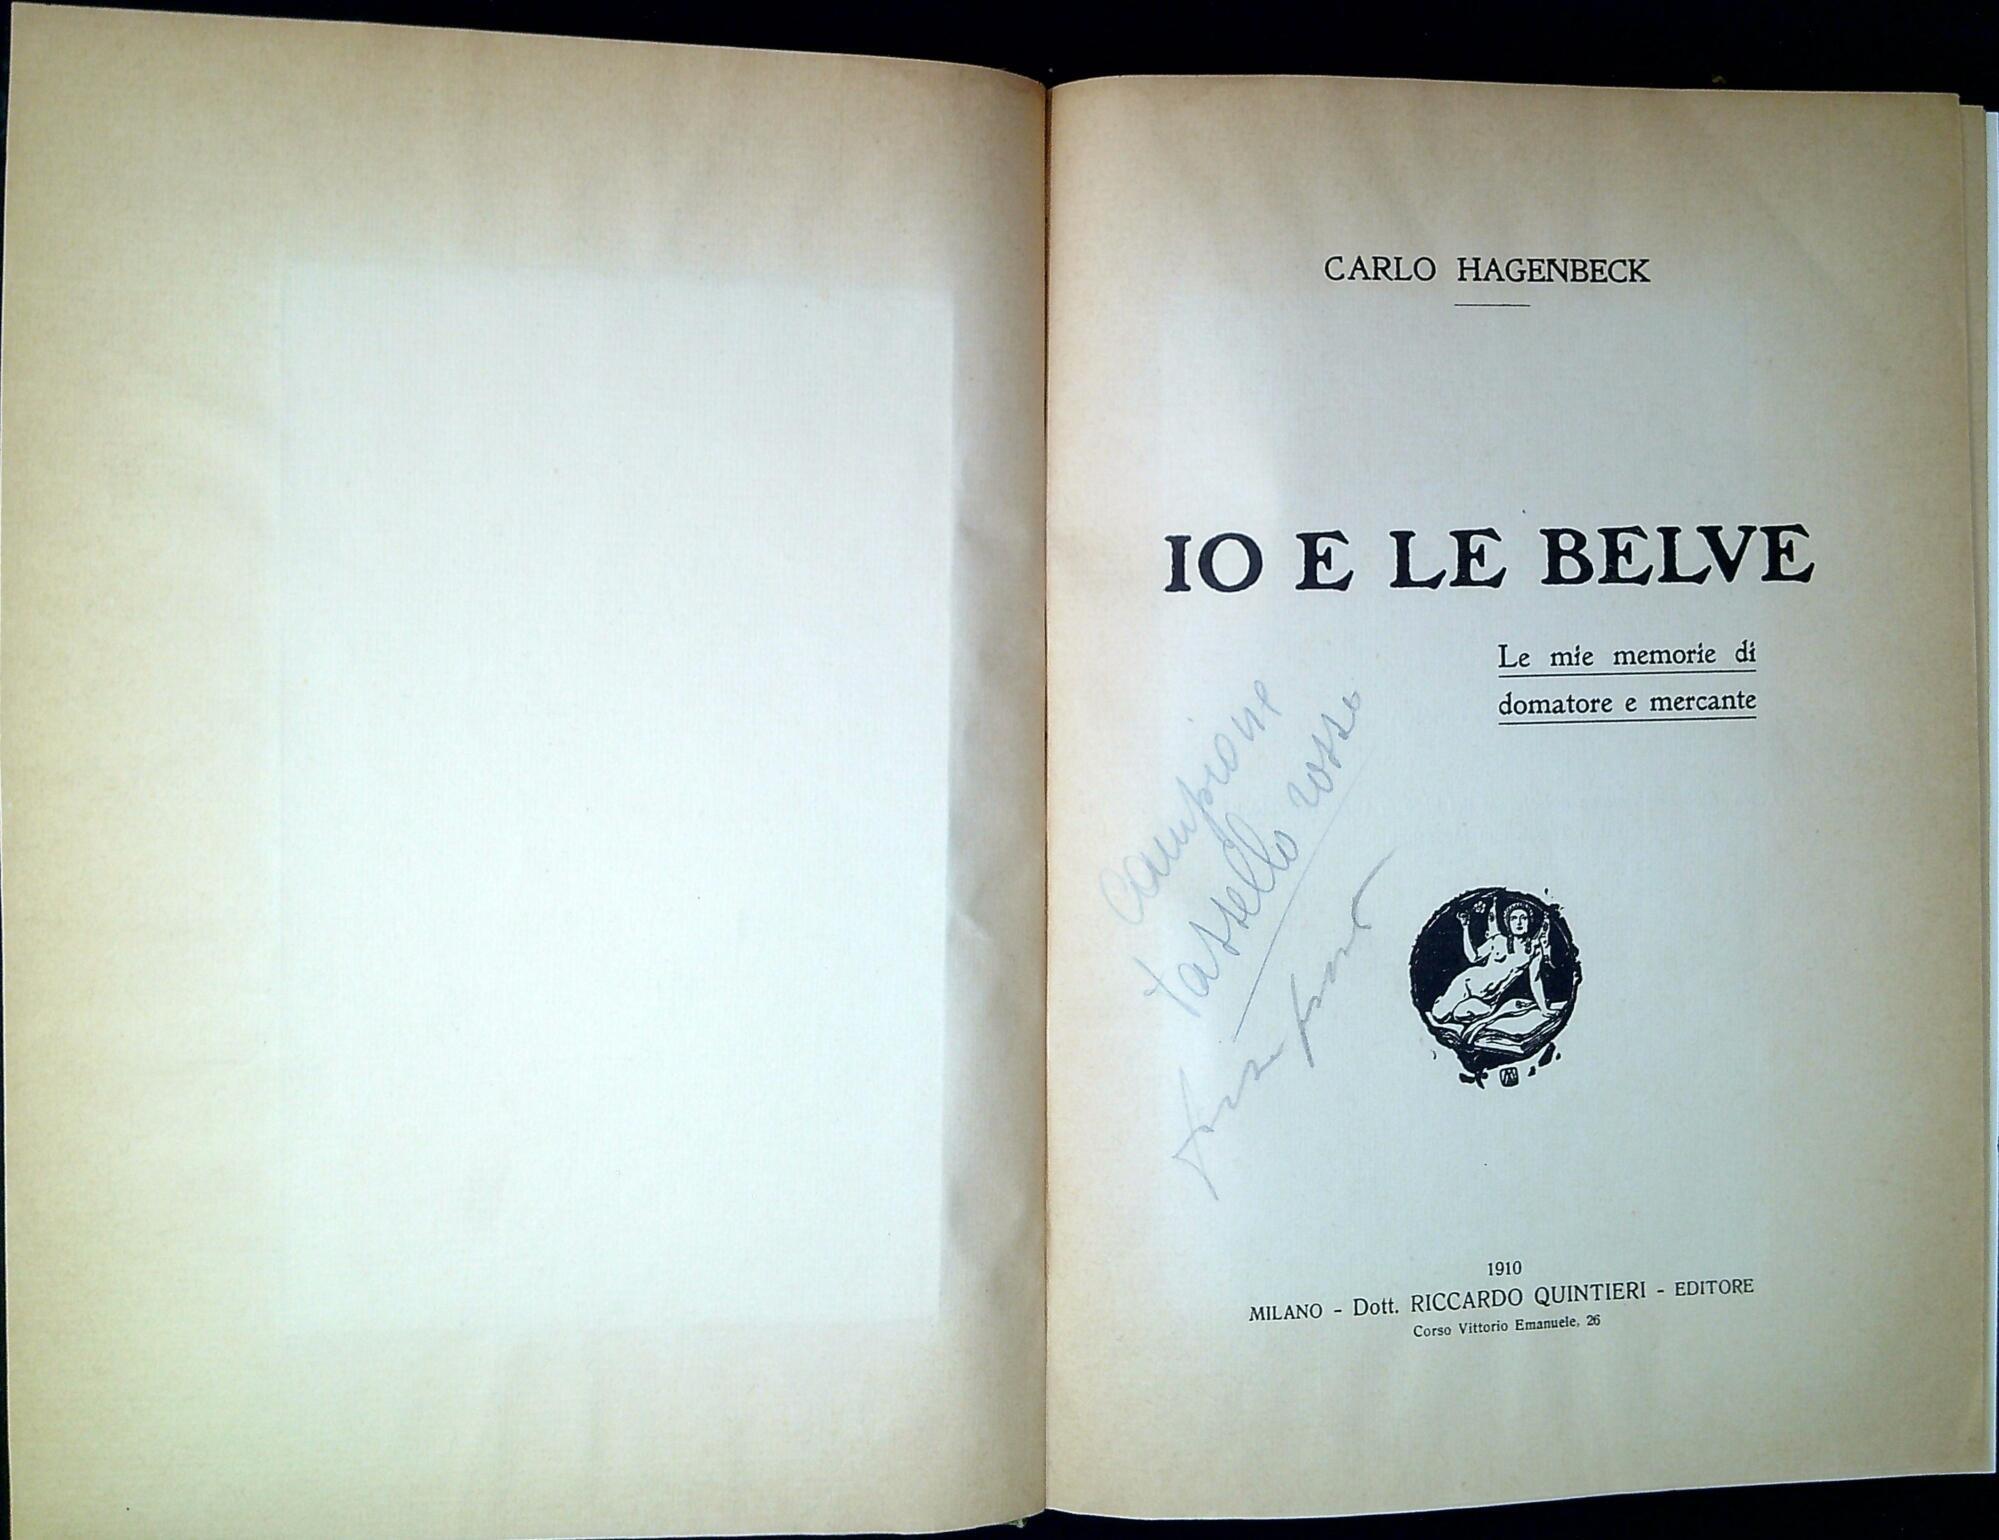 CARLO HAGENBECK
IO E LE BELVE
Le mie memorie di
domatore e mercante
campione
tassello rosso
1910
MILANO - Dott. RICCARDO QUINTIERI - EDITORE
Corso Vittorio Emanuele, 26